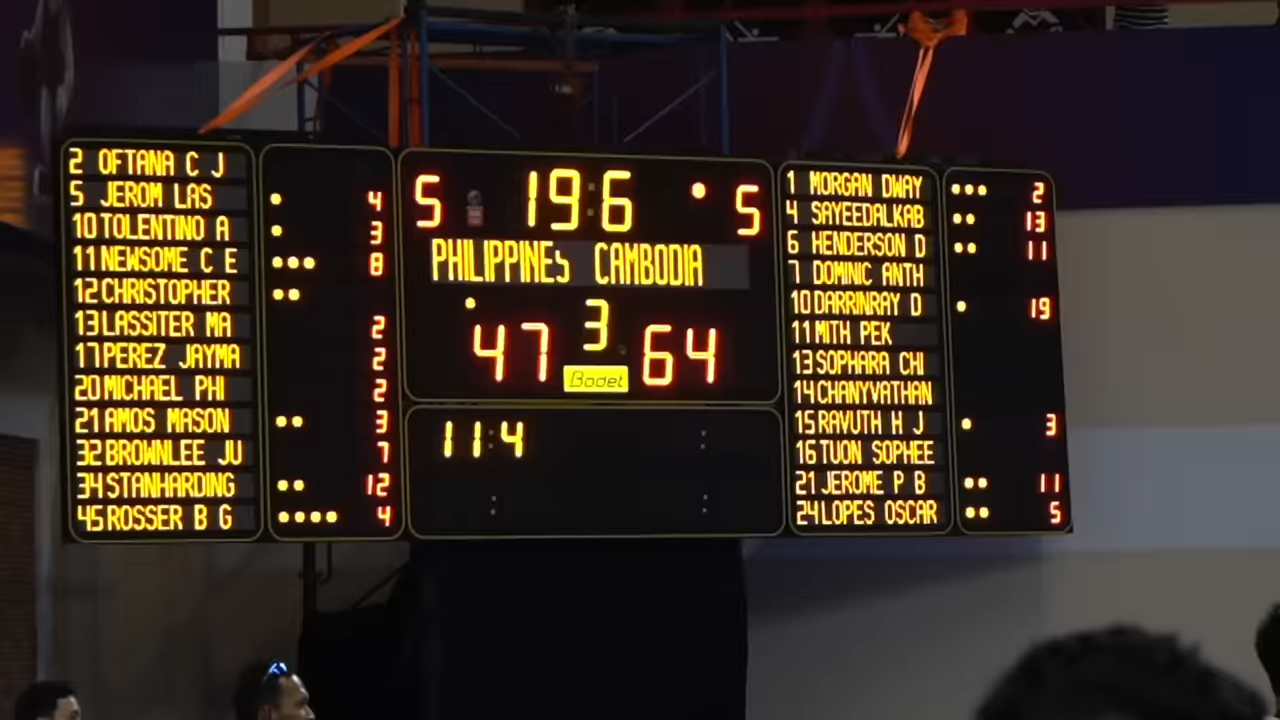 2 OFTANA C J
5 JEROM LAS 4
10 TOLENTINO A 3
11 NEWSOME C E 8
12 CHRISTOPHER
13 LASSITER MA 2
17 PEREZ JAYMA 2
20 MICHAEL PHI 2
21 AMOS MASON 3
32 BROWNLEE JU 7
34 STANHARDING 12
45 ROSSER B G 4
5 19:6 5
PHILIPPINEs CAMBODIA
47 3 64
Bodet
11:4
1 MORGAN DWAY 2
4 SAYEEDALKAB 13
6 HENDERSON D 11
7 DOMINIC ANTH
10 DARRINRAY D 19
11 MITH PEK
13 SOPHARA CHI
14 CHANYVATHAN
15 RAVUTH H J 3
16 TUON SOPHEE
21 JEROME P B 11
24 LOPES OSCAR 5